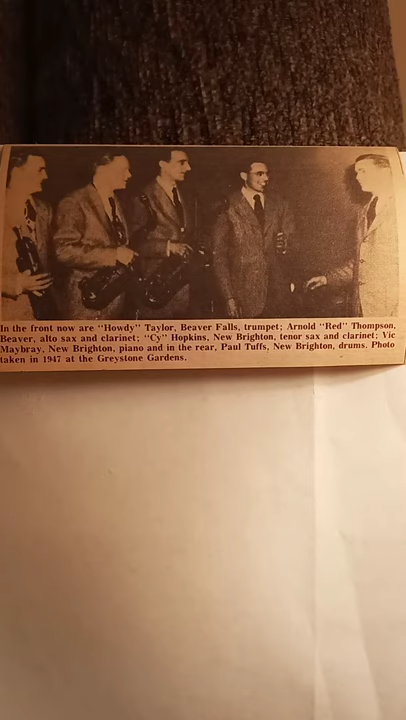 In the front now are "Howdy" Taylor, Beaver Falls, trumpet; Arnold "Red" Thompson,
Beaver, alto sax and clarinet; "Cy" Hopkins, New Brighton, tenor sax and clarinet; Vic
Maybray, New Brighton, piano and in the rear, Paul Tuffs, New Brighton, drums. Photo
taken in 1947 at the Greystone Gardens.